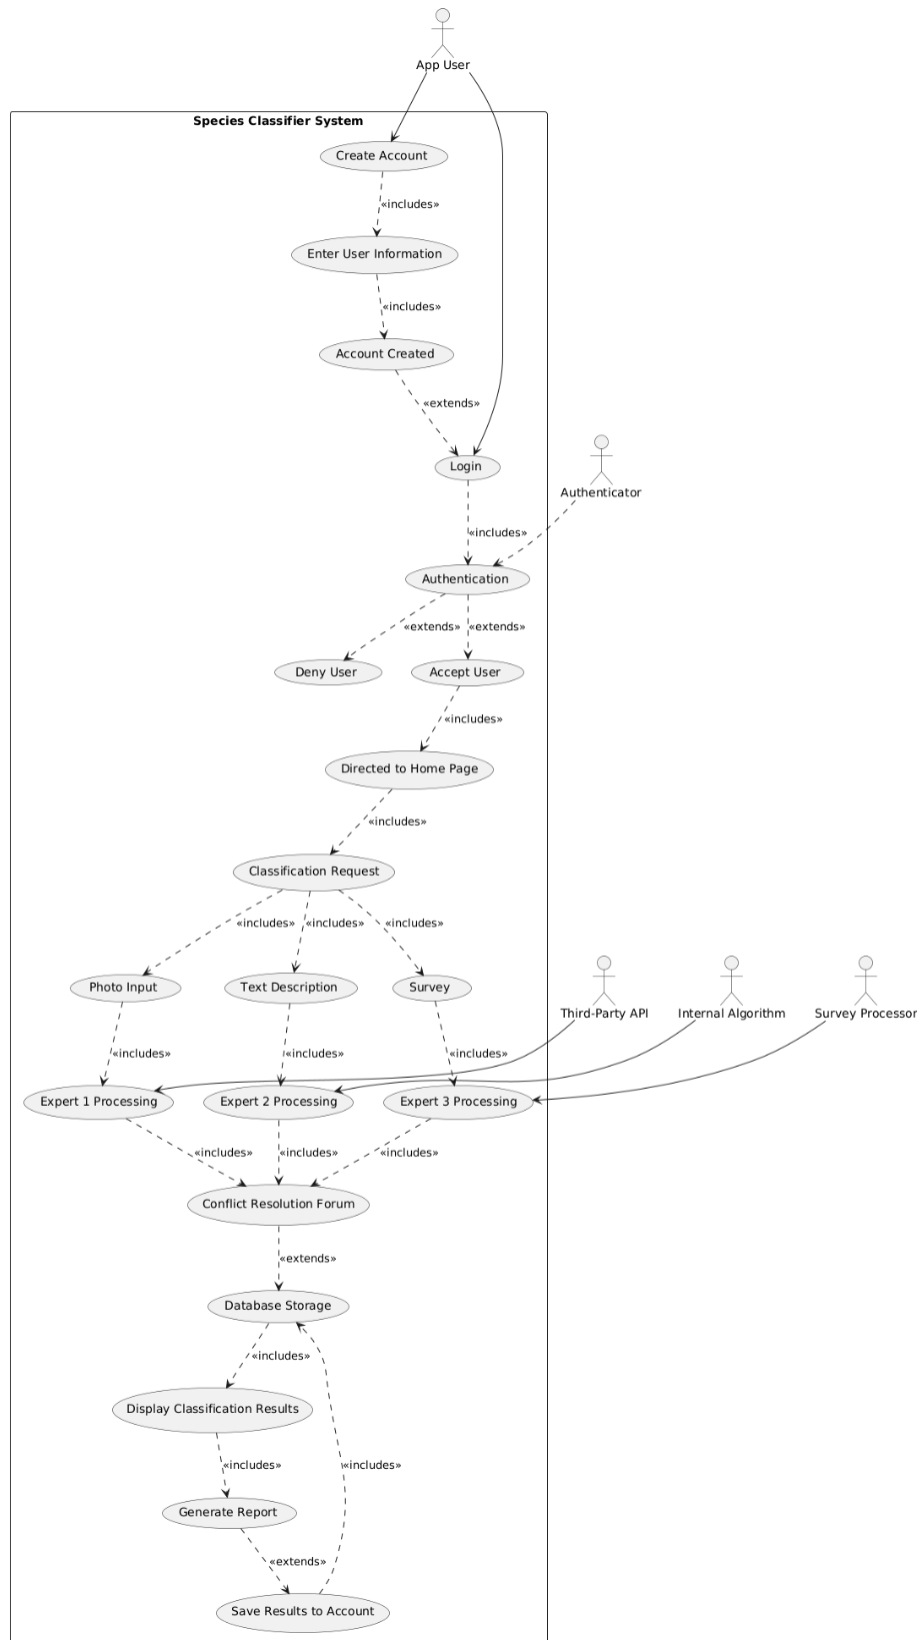 App User
Species Classifier System
Create Account
«includes»
Enter User Information
«includes»
Account Created
«extends»
Login
Authenticator
«includes»
Authentication
«extends»
«extends»
Deny User
Accept User
«includes»
Directed to Home Page
«includes»
Classification Request
«includes»
«includes»
«includes»
Photo Input
Text Description
Survey
Third-Party API
Internal Algorithm
Survey Processor
«includes»
«includes»
«includes»
Expert 1 Processing
Expert 2 Processing
Expert 3 Processing
«includes»
«includes»
«includes»
Conflict Resolution Forum
«extends»
Database Storage
«includes»
Display Classification Results
«includes»
«includes»
Generate Report
«extends»
Save Results to Account